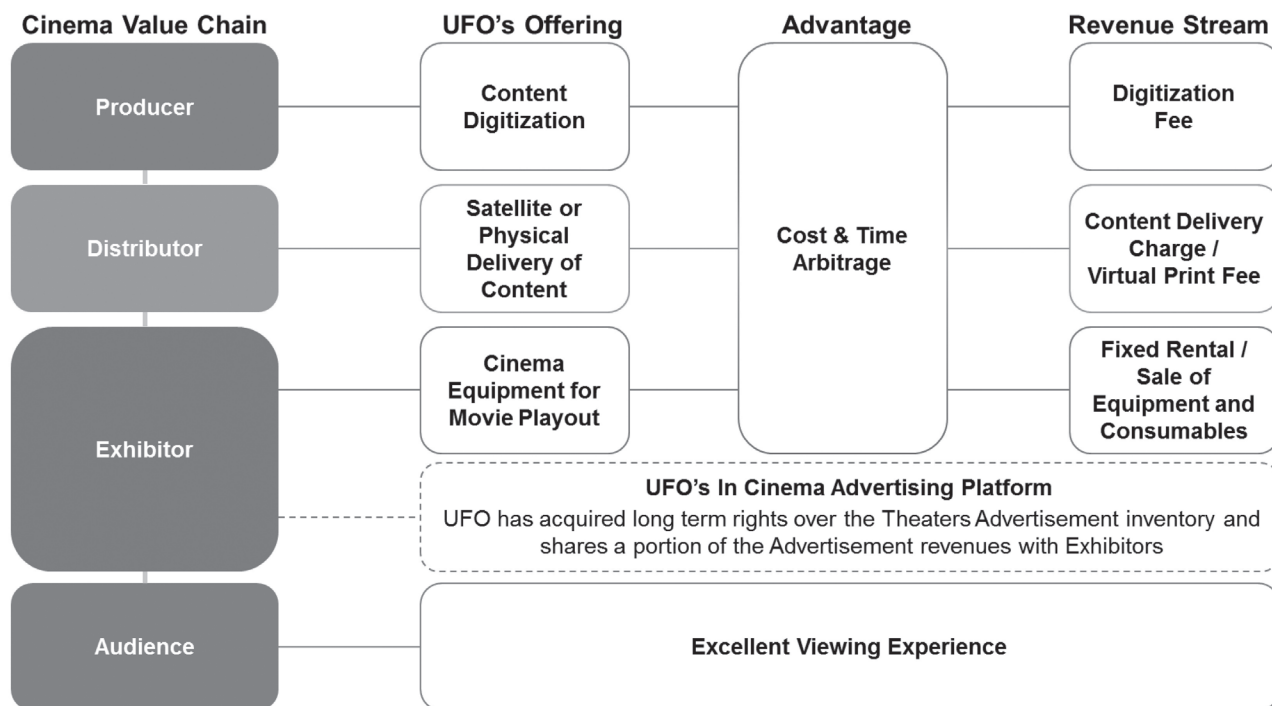 Cinema Value Chain
UFO’s Offering
Advantage
Revenue Stream
Producer
Content
Digitization
Cost & Time
Arbitrage
Digitization
Fee
Distributor
Satellite or
Physical
Delivery of
Content
Content Delivery
Charge /
Virtual Print Fee
Exhibitor
Cinema
Equipment for
Movie Playout
Fixed Rental /
Sale of
Equipment and
Consumables
UFO’s In Cinema Advertising Platform
UFO has acquired long term rights over the Theaters Advertisement inventory and
shares a portion of the Advertisement revenues with Exhibitors
Audience
Excellent Viewing Experience